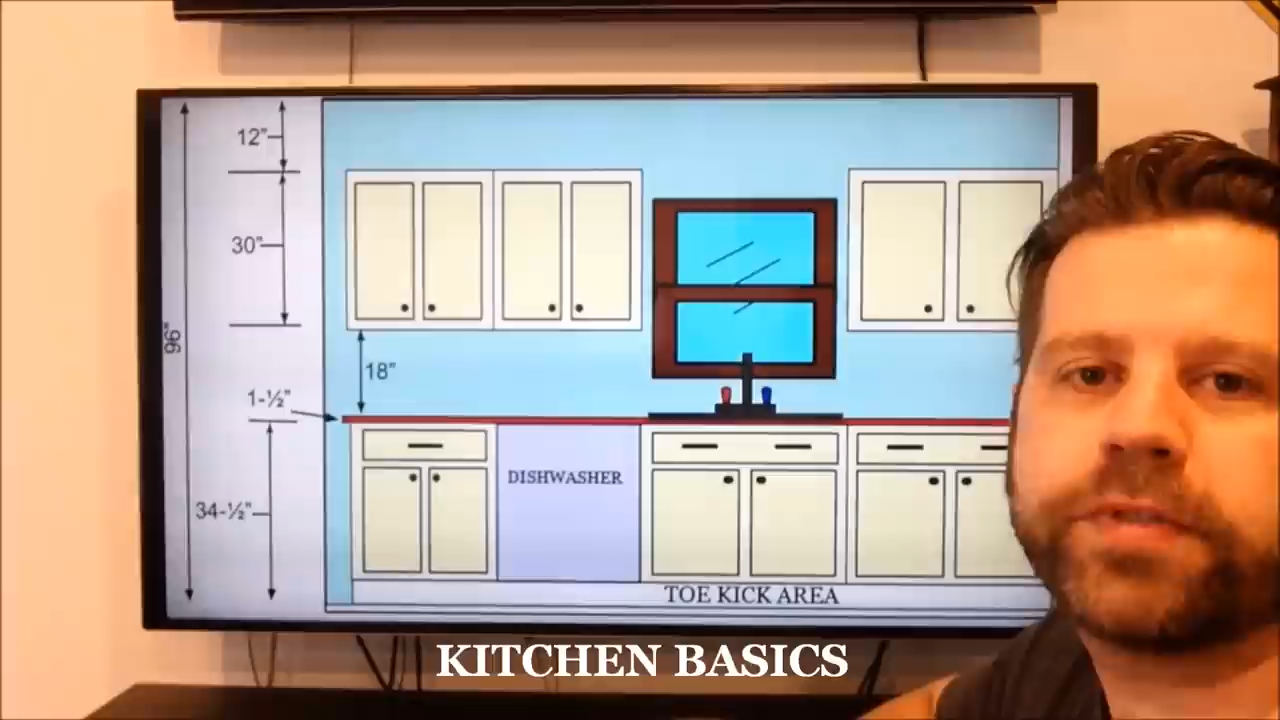 12"
30"
96"
18"
1-½"
DISHWASHER
34-½"
TOE KICK AREA
KITCHEN BASICS